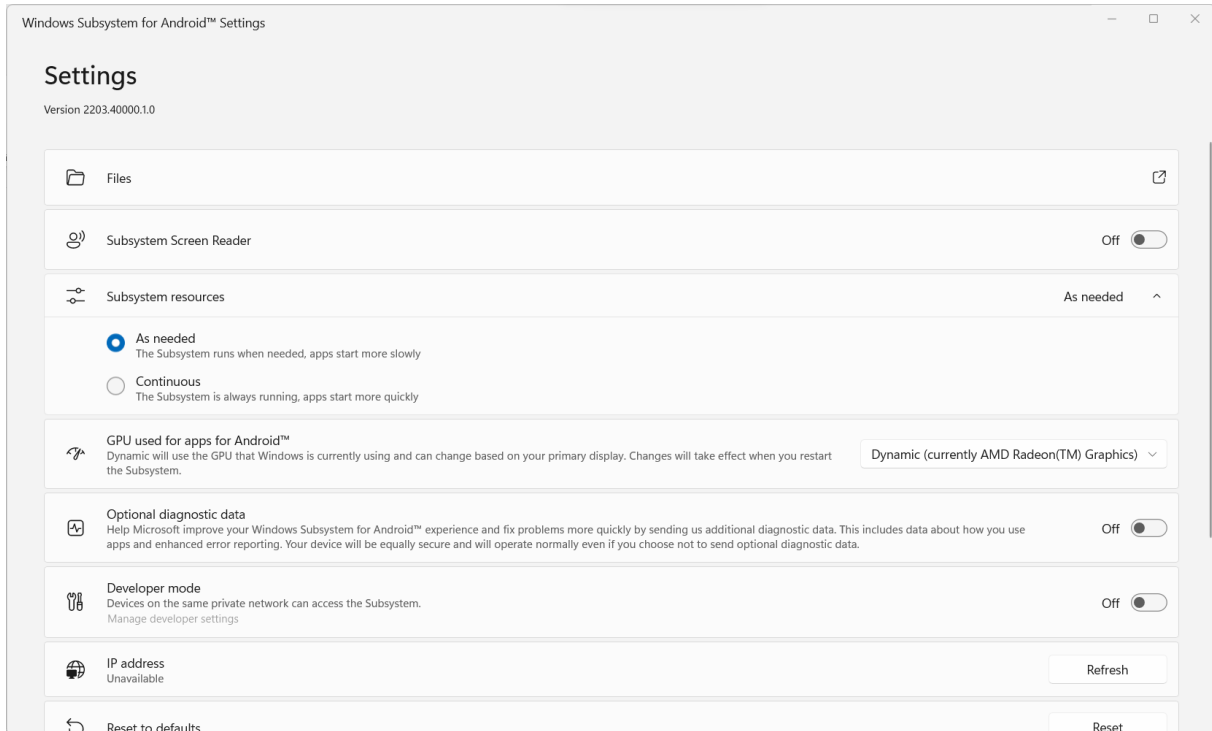 Windows Subsystem for Android™ Settings
Settings
Version 2203.40000.1.0
Files
Subsystem Screen Reader
Off
Subsystem resources
As needed
As needed
The Subsystem runs when needed, apps start more slowly
Continuous
The Subsystem is always running, apps start more quickly
GPU used for apps for Android™
Dynamic will use the GPU that Windows is currently using and can change based on your primary display. Changes will take effect when you restart
the Subsystem.
Dynamic (currently AMD Radeon(TM) Graphics)
Optional diagnostic data
Help Microsoft improve your Windows Subsystem for Android™ experience and fix problems more quickly by sending us additional diagnostic data. This includes data about how you use
apps and enhanced error reporting. Your device will be equally secure and will operate normally even if you choose not to send optional diagnostic data.
Off
Developer mode
Devices on the same private network can access the Subsystem.
Manage developer settings
Off
IP address
Unavailable
Refresh
Reset to defaults
Reset